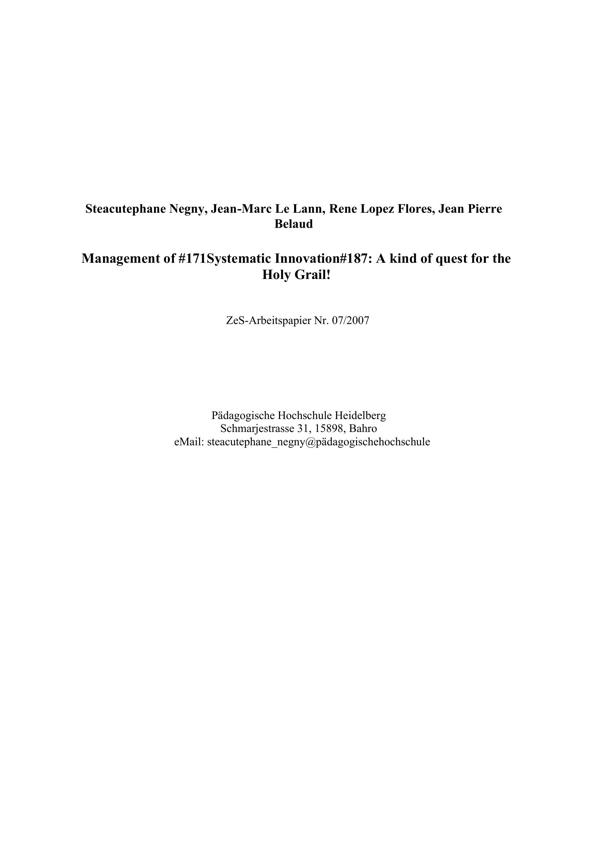 Steacutephane Negny, Jean-Marc Le Lann, Rene Lopez Flores, Jean Pierre
Belaud
Management of #171Systematic Innovation#187: A kind of quest for the
Holy Grail!
ZeS-Arbeitspapier Nr. 07/2007
Pädagogische Hochschule Heidelberg
Schmarjestrasse 31, 15898, Bahro
eMail: steacutephane_negny@pädagogischehochschule